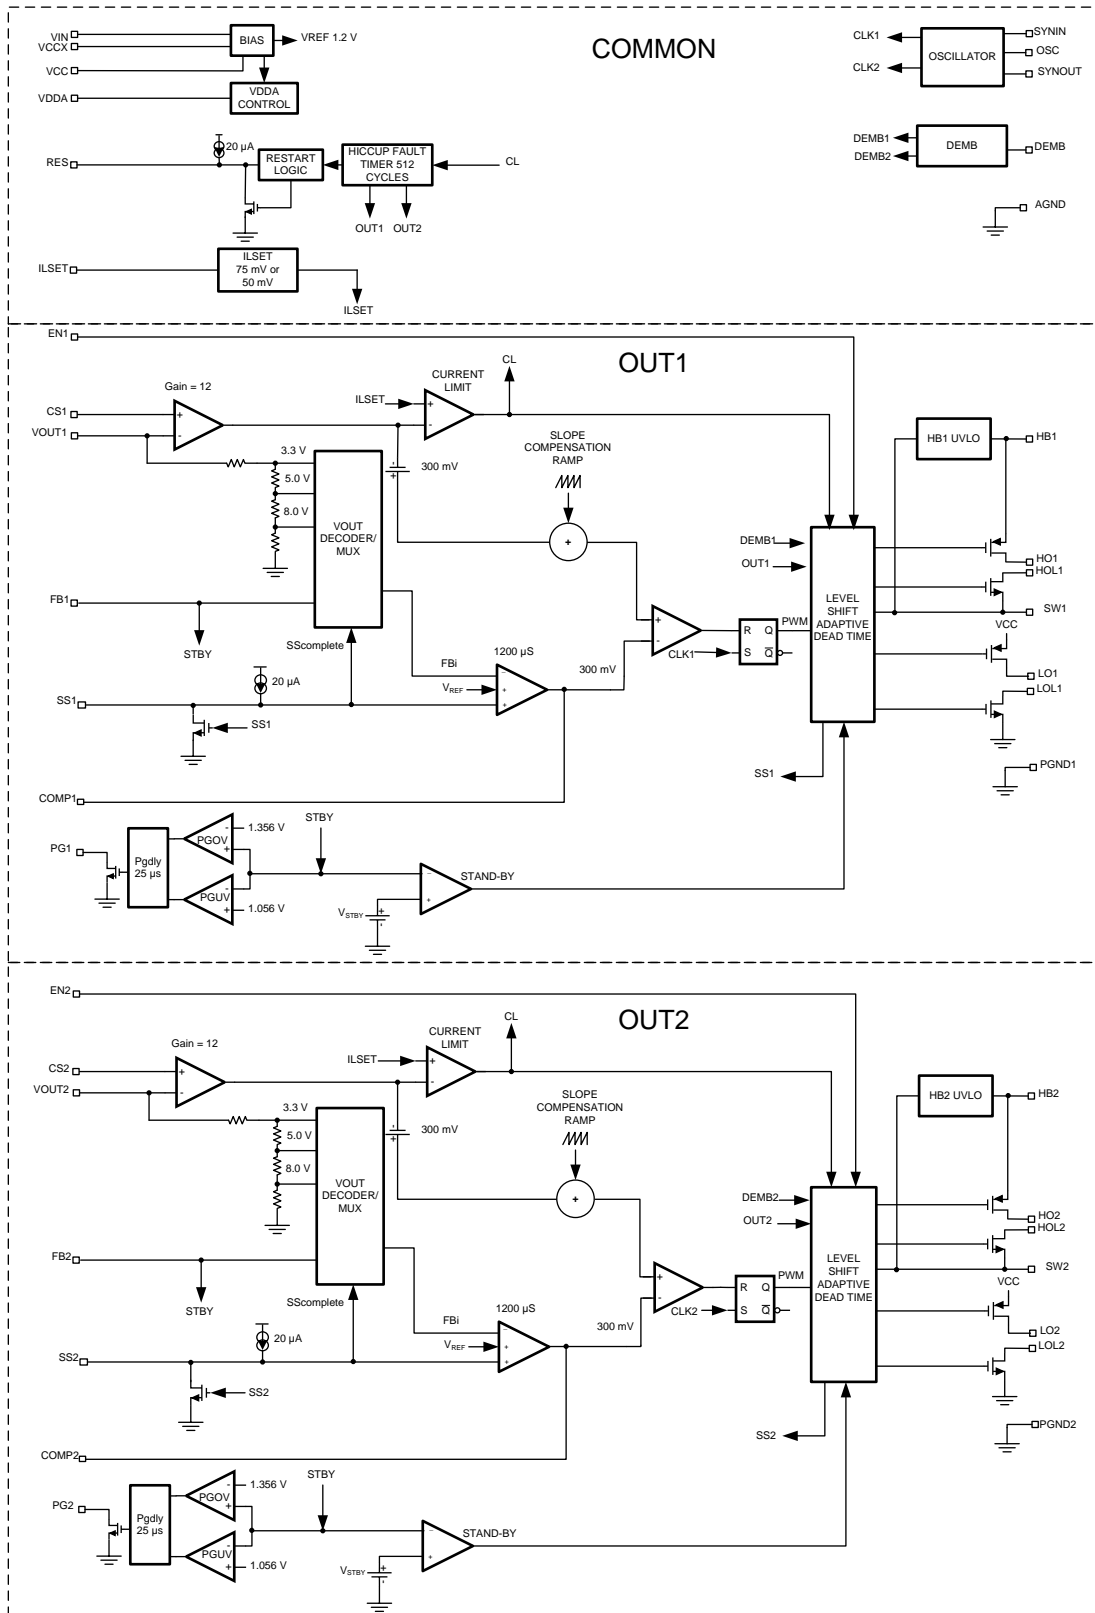 COMMON
VIN
VCCX
VCC
VDDA
BIAS
VREF 1.2 V
VDDA
CONTROL
CLK1
CLK2
OSCILLATOR
SYNIN
OSC
SYNOUT
RES
20 µA
RESTART
LOGIC
HICCUP FAULT
TIMER 512
CYCLES
CL
OUT1
OUT2
DEMB1
DEMB2
DEMB
DEMB
AGND
ILSET
ILSET
75 mV or
50 mV
ILSET
EN1
OUT1
CL
CURRENT
LIMIT
Gain = 12
ILSET
+
-
CS1
VOUT1
+
-
3.3 V
5.0 V
8.0 V
VOUT
DECODER/
MUX
-
+
300 mV
SLOPE
COMPENSATION
RAMP
+
HB1 UVLO
HB1
DEMB1
OUT1
LEVEL
SHIFT
ADAPTIVE
DEAD TIME
HO1
HOL1
SW1
VCC
LO1
LOL1
PGND1
FB1
STBY
SScomplete
FBi
1200 µS
VREF
-
+
+
300 mV
+
-
CLK1
R Q
S Q
PWM
20 µA
SS1
SS1
SS1
COMP1
PG1
Pgdly
25 µs
PGOV
-
+
1.356 V
PGUV
-
+
1.056 V
STBY
-
+
STAND-BY
VSTBY
+
-
EN2
OUT2
CL
CURRENT
LIMIT
Gain = 12
ILSET
+
-
CS2
VOUT2
+
-
3.3 V
5.0 V
8.0 V
VOUT
DECODER/
MUX
-
+
300 mV
SLOPE
COMPENSATION
RAMP
+
HB2 UVLO
HB2
DEMB2
OUT2
LEVEL
SHIFT
ADAPTIVE
DEAD TIME
HO2
HOL2
SW2
VCC
LO2
LOL2
PGND2
FB2
STBY
SScomplete
FBi
1200 µS
VREF
-
+
+
300 mV
+
-
CLK2
R Q
S Q
PWM
20 µA
SS2
SS2
SS2
COMP2
PG2
Pgdly
25 µs
PGOV
-
+
1.356 V
PGUV
-
+
1.056 V
STBY
-
+
STAND-BY
VSTBY
+
-